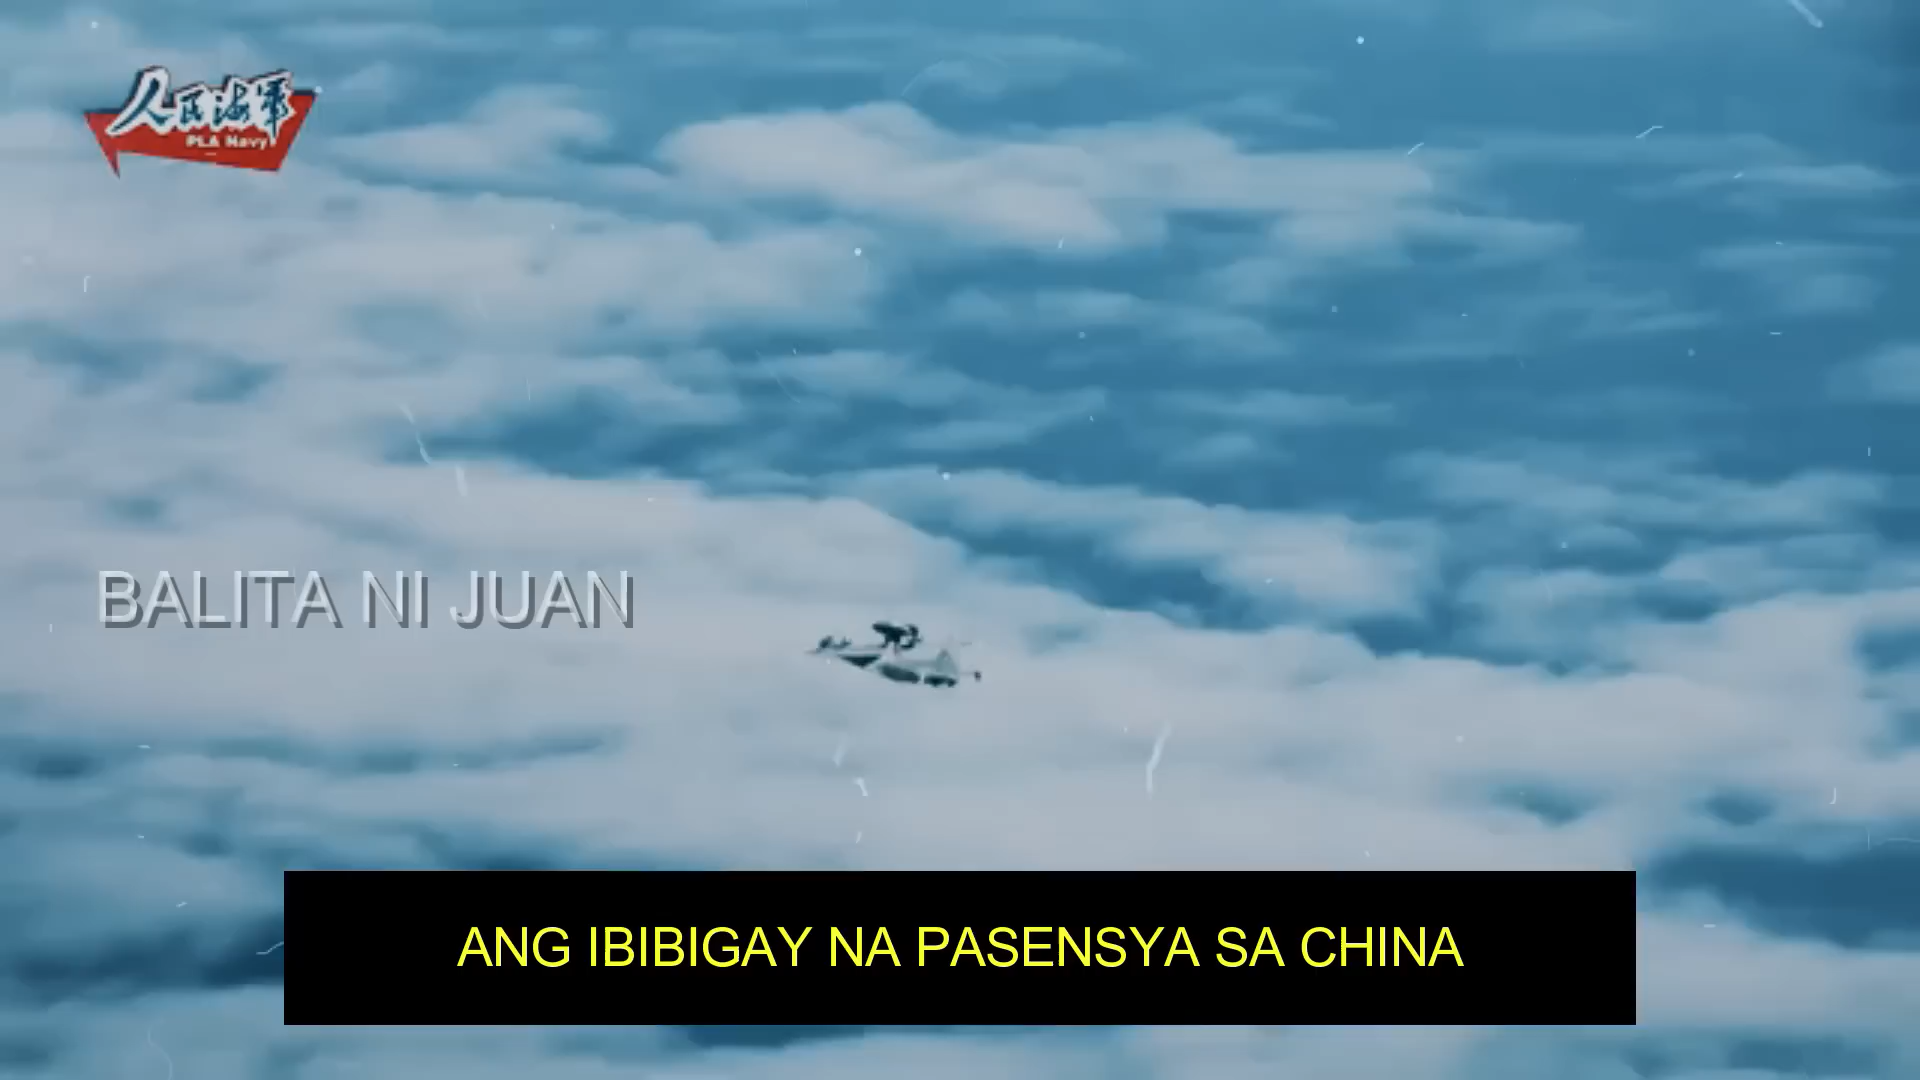 人民海軍
PLA Navy
BALITA NI JUAN
ANG IBIBIGAY NA PASENSYA SA CHINA